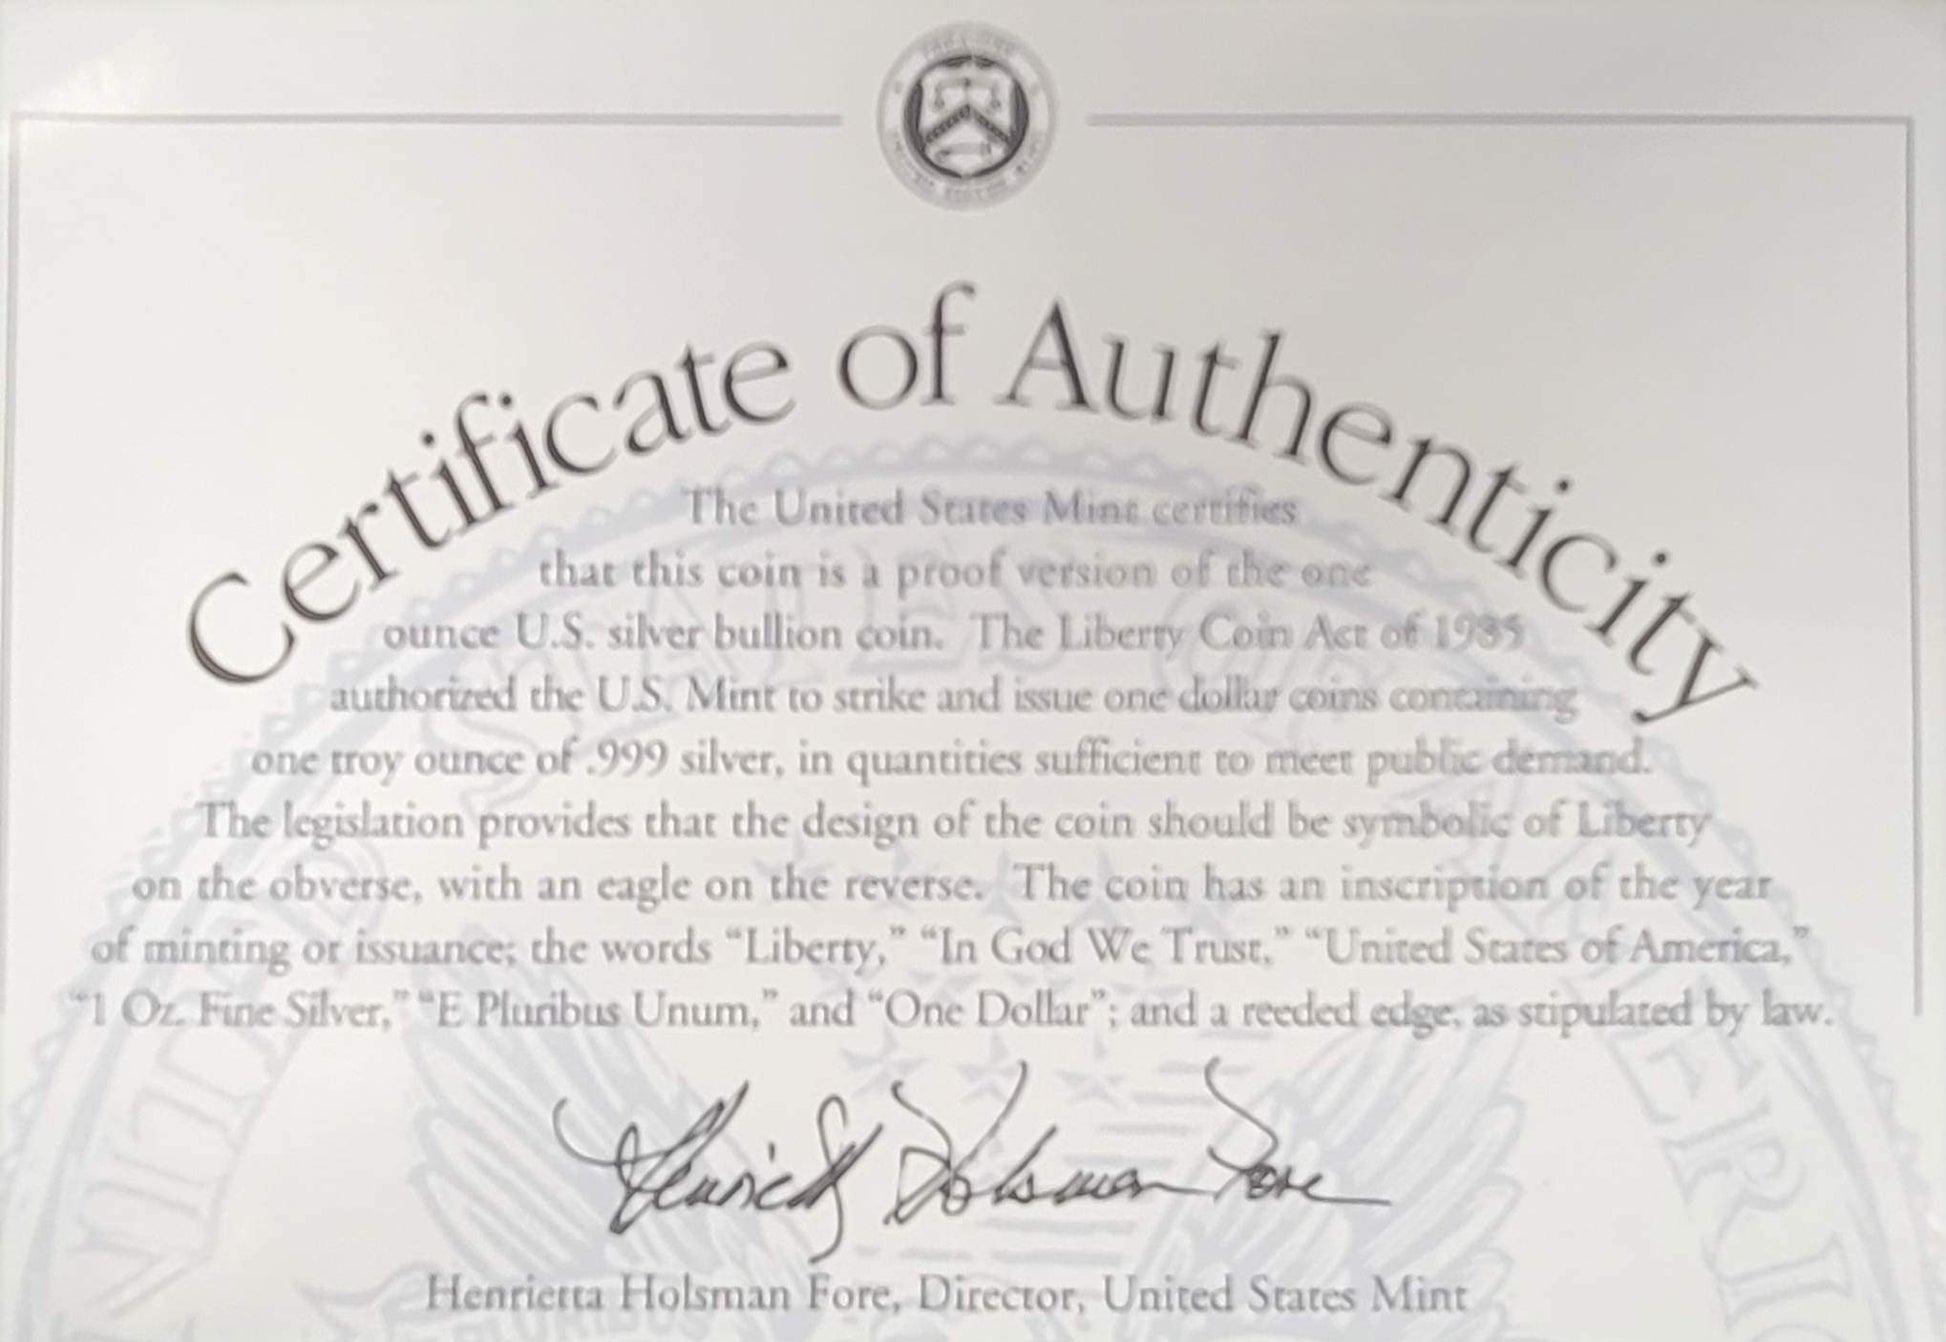 Certificate of Authenticity
The United States Mint certifies
that this coin is a proof version of the one
ounce U.S. silver bullion coin. The Liberty Coin Act of 1985
authorized the U.S. Mint to strike and issue one dollar coins containing
one troy ounce of .999 silver, in quantities sufficient to meet public demand.
The legislation provides that the design of the coin should be symbolic of Liberty
on the obverse, with an eagle on the reverse. The coin has an inscription of the year
of minting or issuance; the words “Liberty,” “In God We Trust,” “United States of America,”
“1 Oz. Fine Silver,” “E Pluribus Unum,” and “One Dollar”; and a reeded edge, as stipulated by law.
Henrietta Holsman Fore
Henrietta Holsman Fore, Director, United States Mint